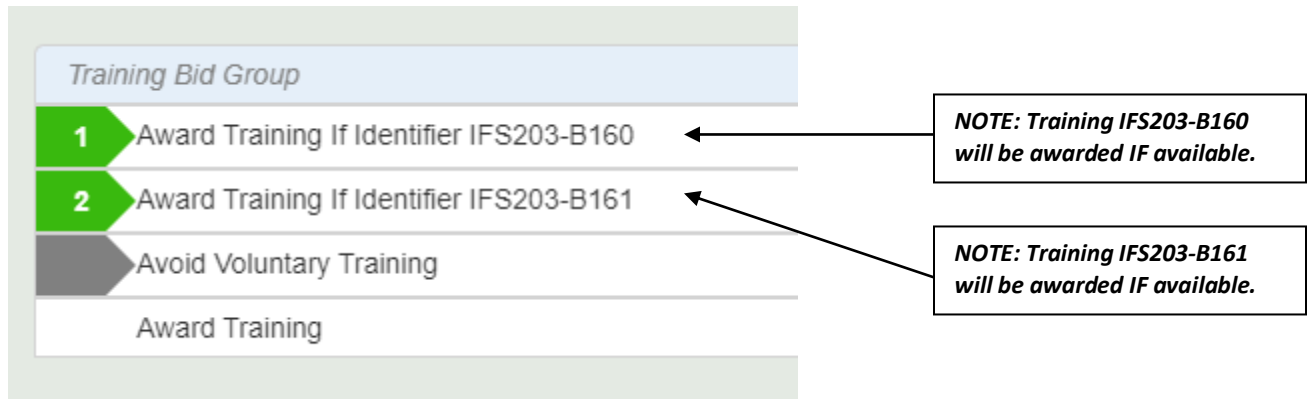 Training Bid Group
1 Award Training If Identifier IFS203-B160
NOTE: Training IFS203-B160
will be awarded IF available.
2 Award Training If Identifier IFS203-B161
Avoid Voluntary Training
NOTE: Training IFS203-B161
will be awarded IF available.
Award Training